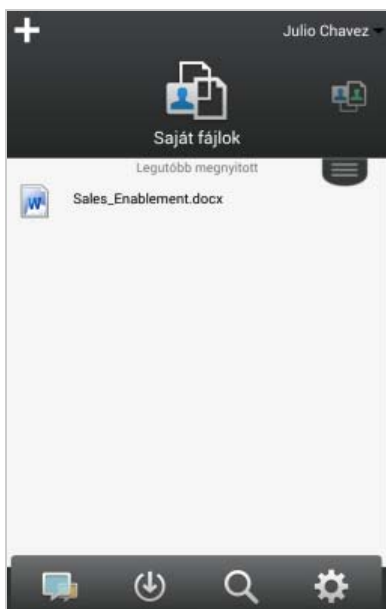 Julio Chavez
Saját fájlok
Legutóbb megnyitott
Sales_Enablement.docx